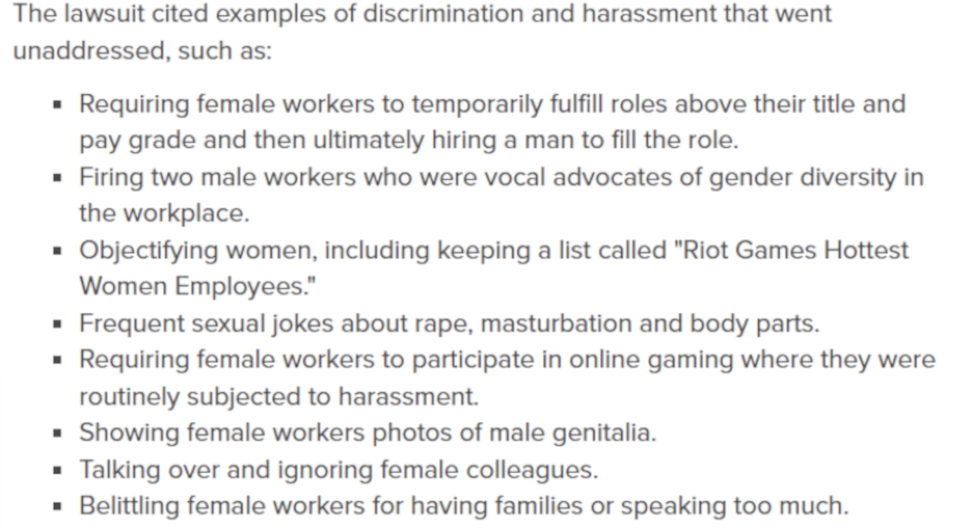 The lawsuit cited examples of discrimination and harassment that went
unaddressed, such as:
▪ Requiring female workers to temporarily fulfill roles above their title and
pay grade and then ultimately hiring a man to fill the role.
▪ Firing two male workers who were vocal advocates of gender diversity in
the workplace.
▪ Objectifying women, including keeping a list called "Riot Games Hottest
Women Employees."
▪ Frequent sexual jokes about rape, masturbation and body parts.
▪ Requiring female workers to participate in online gaming where they were
routinely subjected to harassment.
▪ Showing female workers photos of male genitalia.
▪ Talking over and ignoring female colleagues.
▪ Belittling female workers for having families or speaking too much.